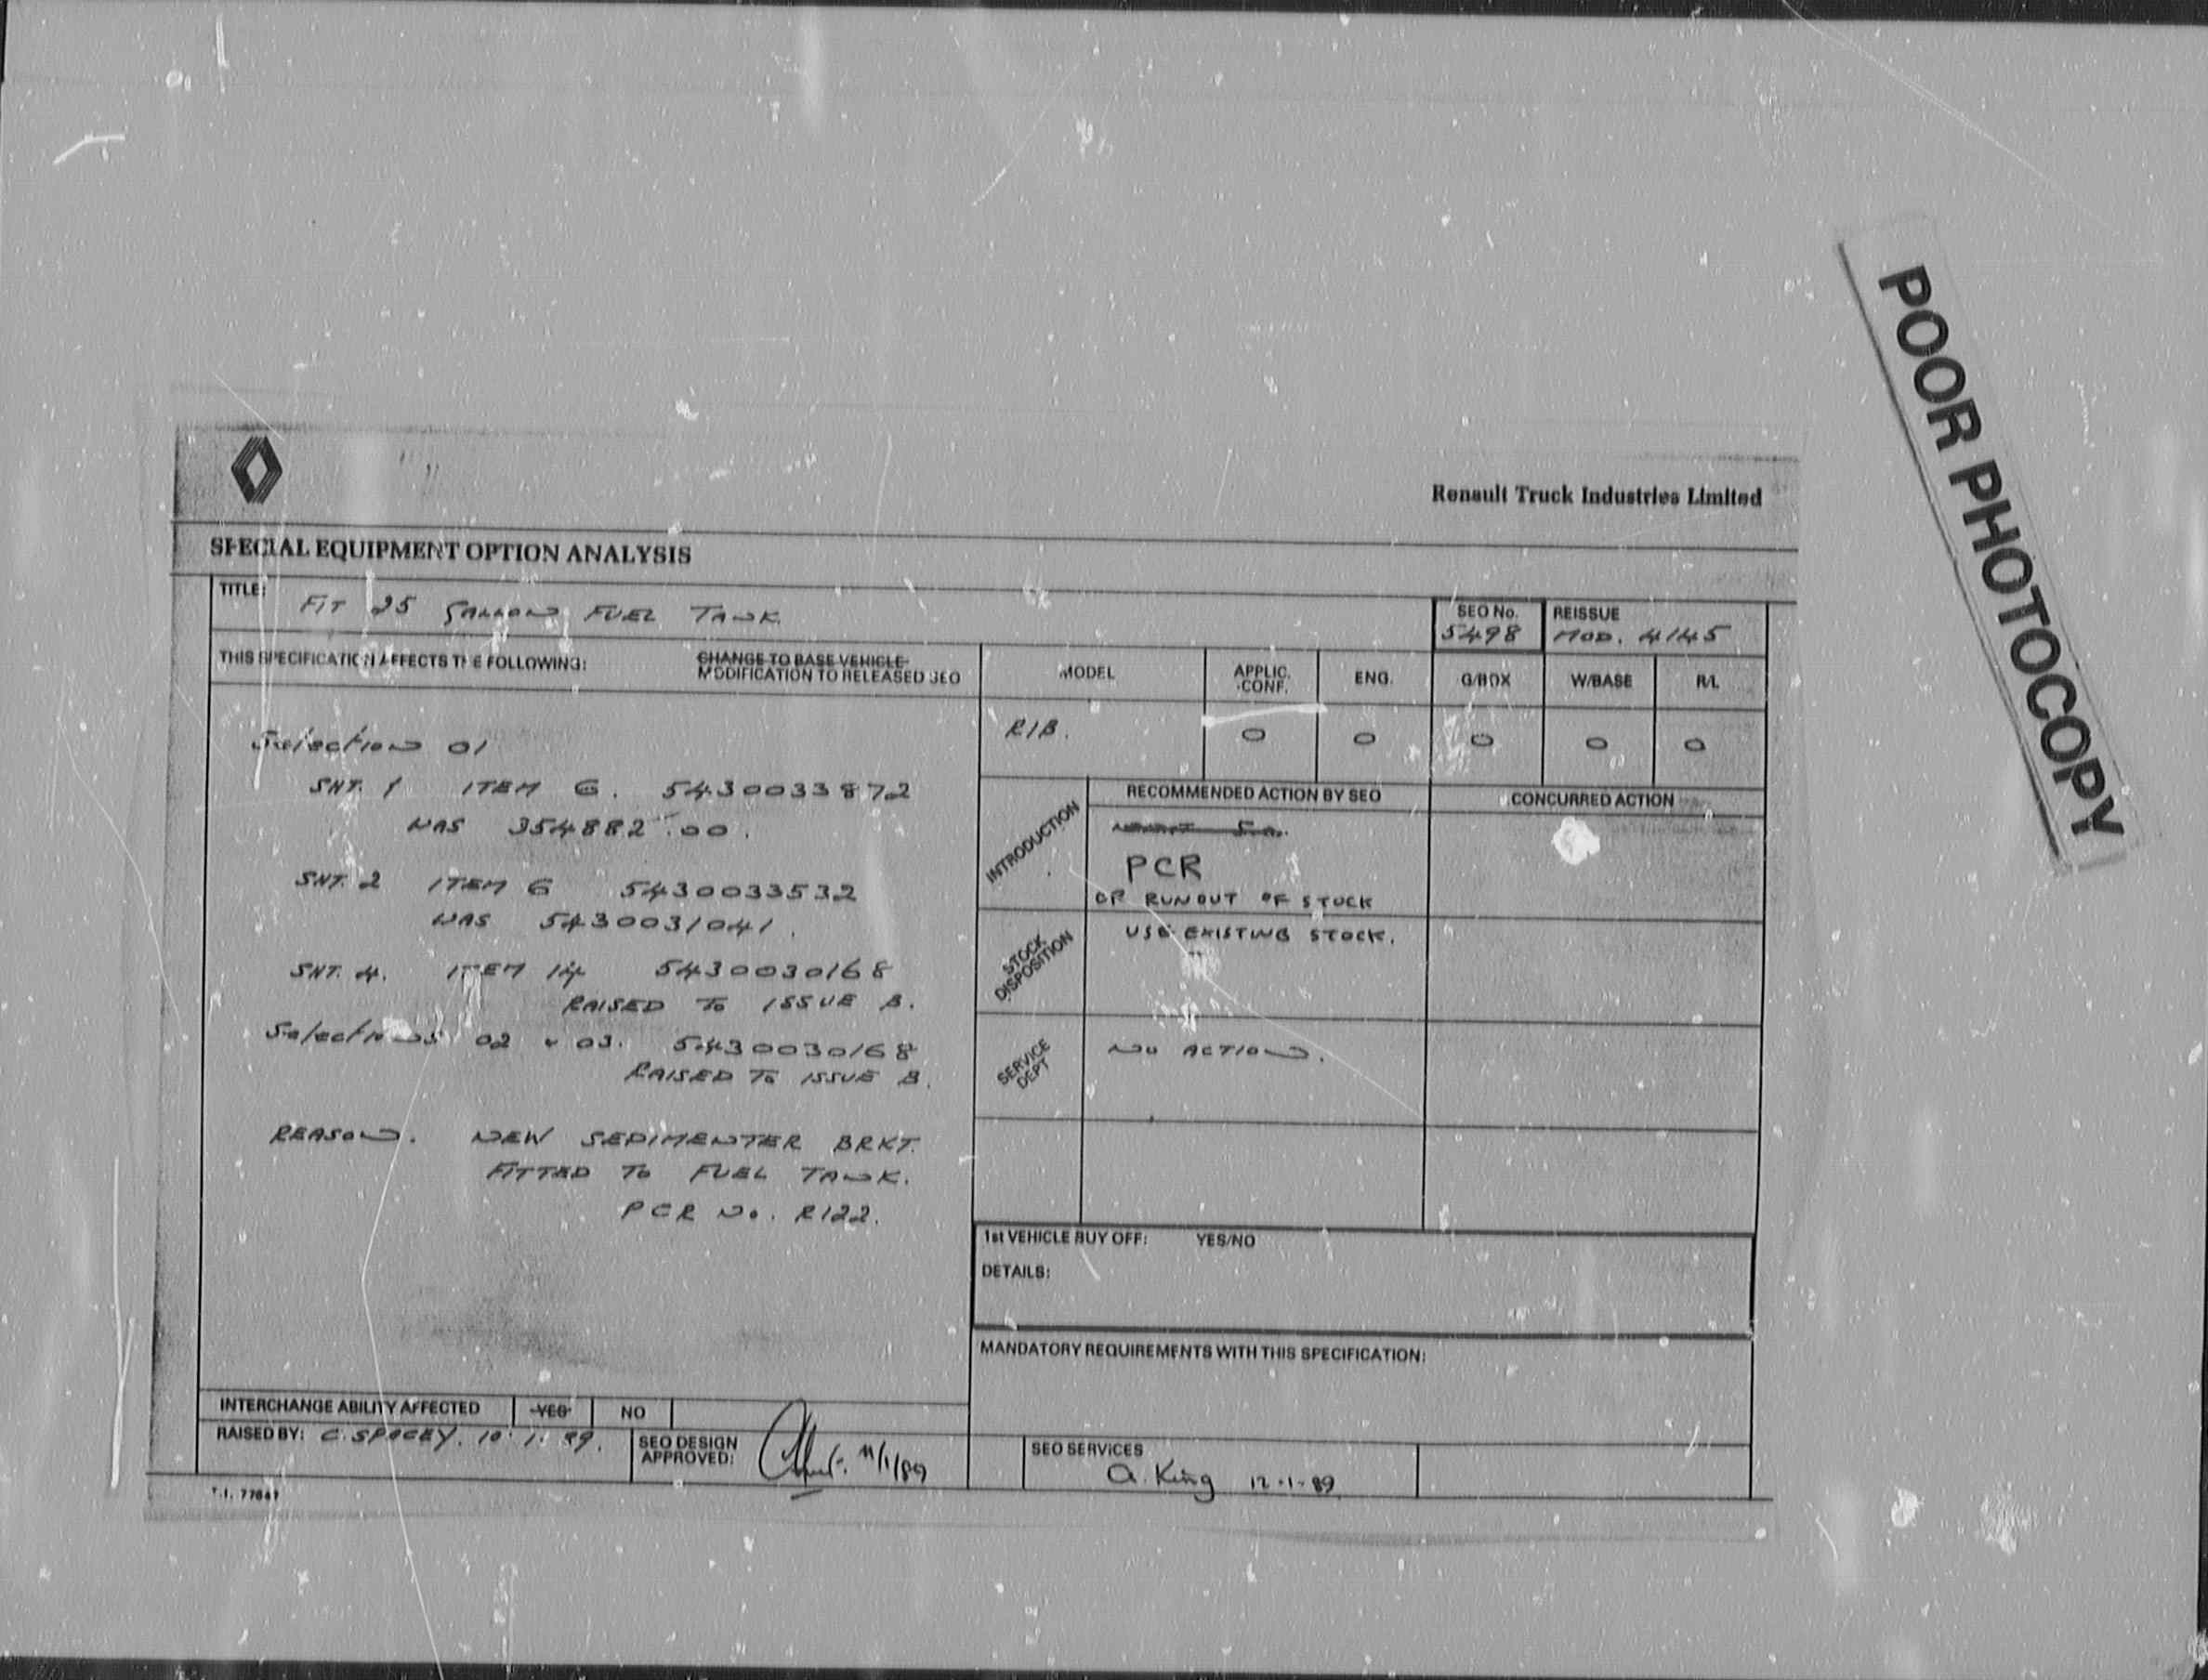 POOR PHOTOCOPY
Renault Truck Industries Limited
SPECIAL EQUIPMENT OPTION ANALYSIS
TITLE: FIT 25 GALLON FUEL TANK
SEO No. 5498
REISSUE MOD. 4145
THIS SPECIFICATION AFFECTS THE FOLLOWING:
CHANGE TO BASE VEHICLE
MODIFICATION TO RELEASED SEO
MODEL APPLIC. CONF. ENG. G/BOX W/BASE R/L
R1B. 0 0 0 0 0
Selection 01
SHT. 1 ITEM 6. 5430033872
WAS 354882.00.
SHT. 2 ITEM 6 5430033532
WAS 5430031041.
SHT. 4. ITEM 14 5430030168
RAISED TO ISSUE B.
Selections 02 & 03. 5430030168
RAISED TO ISSUE B.
REASON. NEW SEDIMENTER BRKT.
FITTED TO FUEL TANK.
PCR No. R122.
RECOMMENDED ACTION BY SEO
CONCURRED ACTION
INTRODUCTION
PCR
OR RUNOUT OF STOCK
STOCK DISPOSITION
USE EXISTING STOCK.
SERVICE DEPT
NO ACTION.
1st VEHICLE BUY OFF: YES/NO
DETAILS:
MANDATORY REQUIREMENTS WITH THIS SPECIFICATION:
INTERCHANGE ABILITY AFFECTED YES NO
RAISED BY: C. SPACEY. 10.1.89.
SEO DESIGN APPROVED: 11/1/89
SEO SERVICES
A. King 12-1-89